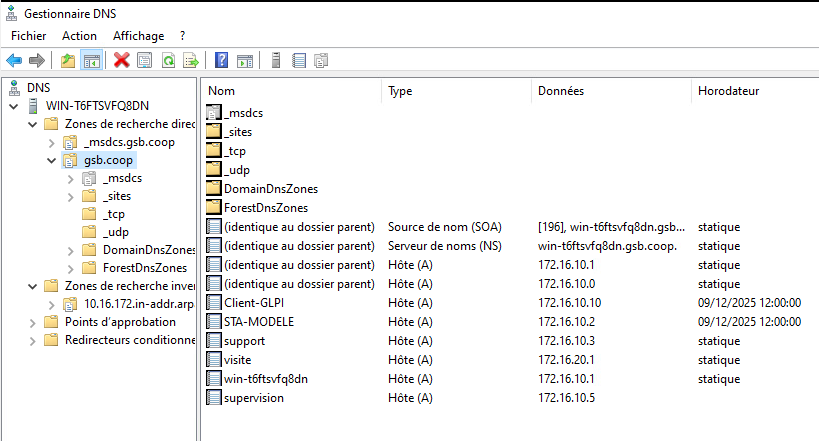 Gestionnaire DNS
Fichier Action Affichage ?
DNS
WIN-T6FTSVFQ8DN
Zones de recherche direc
_msdcs.gsb.coop
gsb.coop
_msdcs
_sites
_tcp
_udp
DomainDnsZones
ForestDnsZones
Zones de recherche inver
10.16.172.in-addr.arp
Points d'approbation
Redirecteurs conditionne
Nom Type Données Horodateur
_msdcs
_sites
_tcp
_udp
DomainDnsZones
ForestDnsZones
(identique au dossier parent) Source de nom (SOA) [196], win-t6ftsvfq8dn.gsb... statique
(identique au dossier parent) Serveur de noms (NS) win-t6ftsvfq8dn.gsb.coop. statique
(identique au dossier parent) Hôte (A) 172.16.10.1 statique
(identique au dossier parent) Hôte (A) 172.16.10.0 statique
Client-GLPI Hôte (A) 172.16.10.10 09/12/2025 12:00:00
STA-MODELE Hôte (A) 172.16.10.2 09/12/2025 12:00:00
support Hôte (A) 172.16.10.3 statique
visite Hôte (A) 172.16.20.1 statique
win-t6ftsvfq8dn Hôte (A) 172.16.10.1 statique
supervision Hôte (A) 172.16.10.5